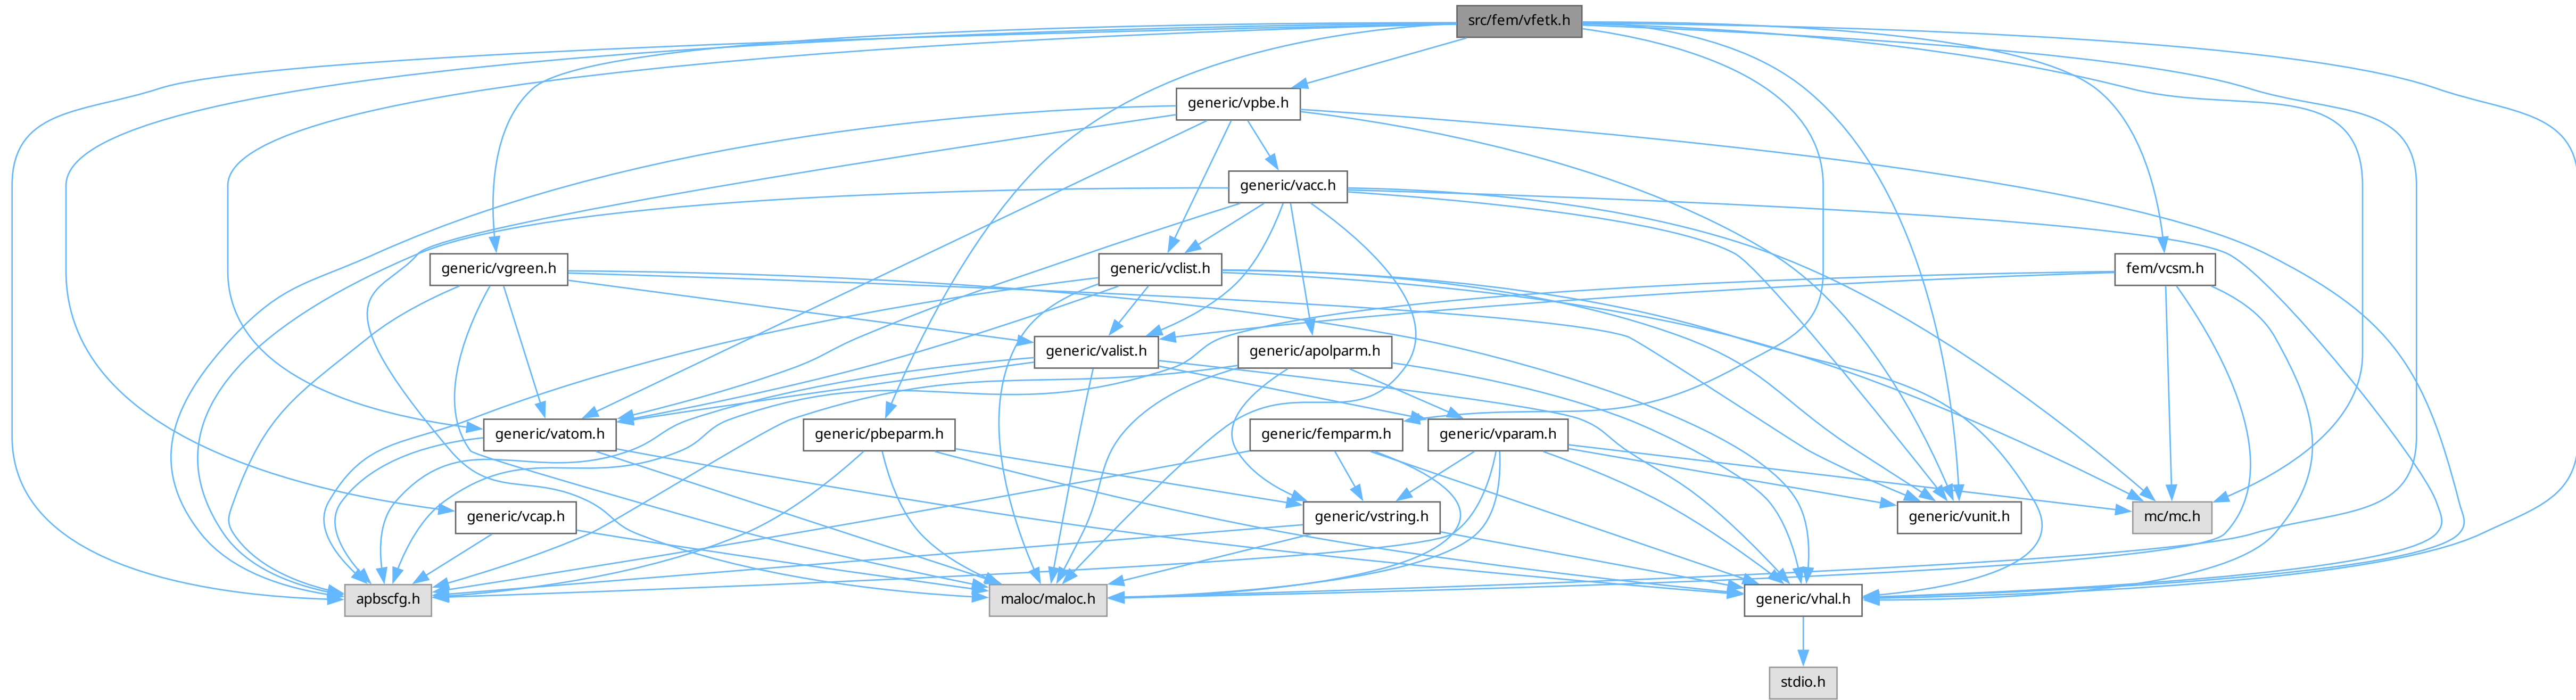 src/fem/vfetk.h
generic/vpbe.h
generic/vacc.h
generic/vgreen.h
generic/vclist.h
fem/vcsm.h
generic/valist.h
generic/apolparm.h
generic/vatom.h
generic/pbeparm.h
generic/femparm.h
generic/vparam.h
generic/vcap.h
generic/vstring.h
generic/vunit.h
mc/mc.h
apbscfg.h
maloc/maloc.h
generic/vhal.h
stdio.h